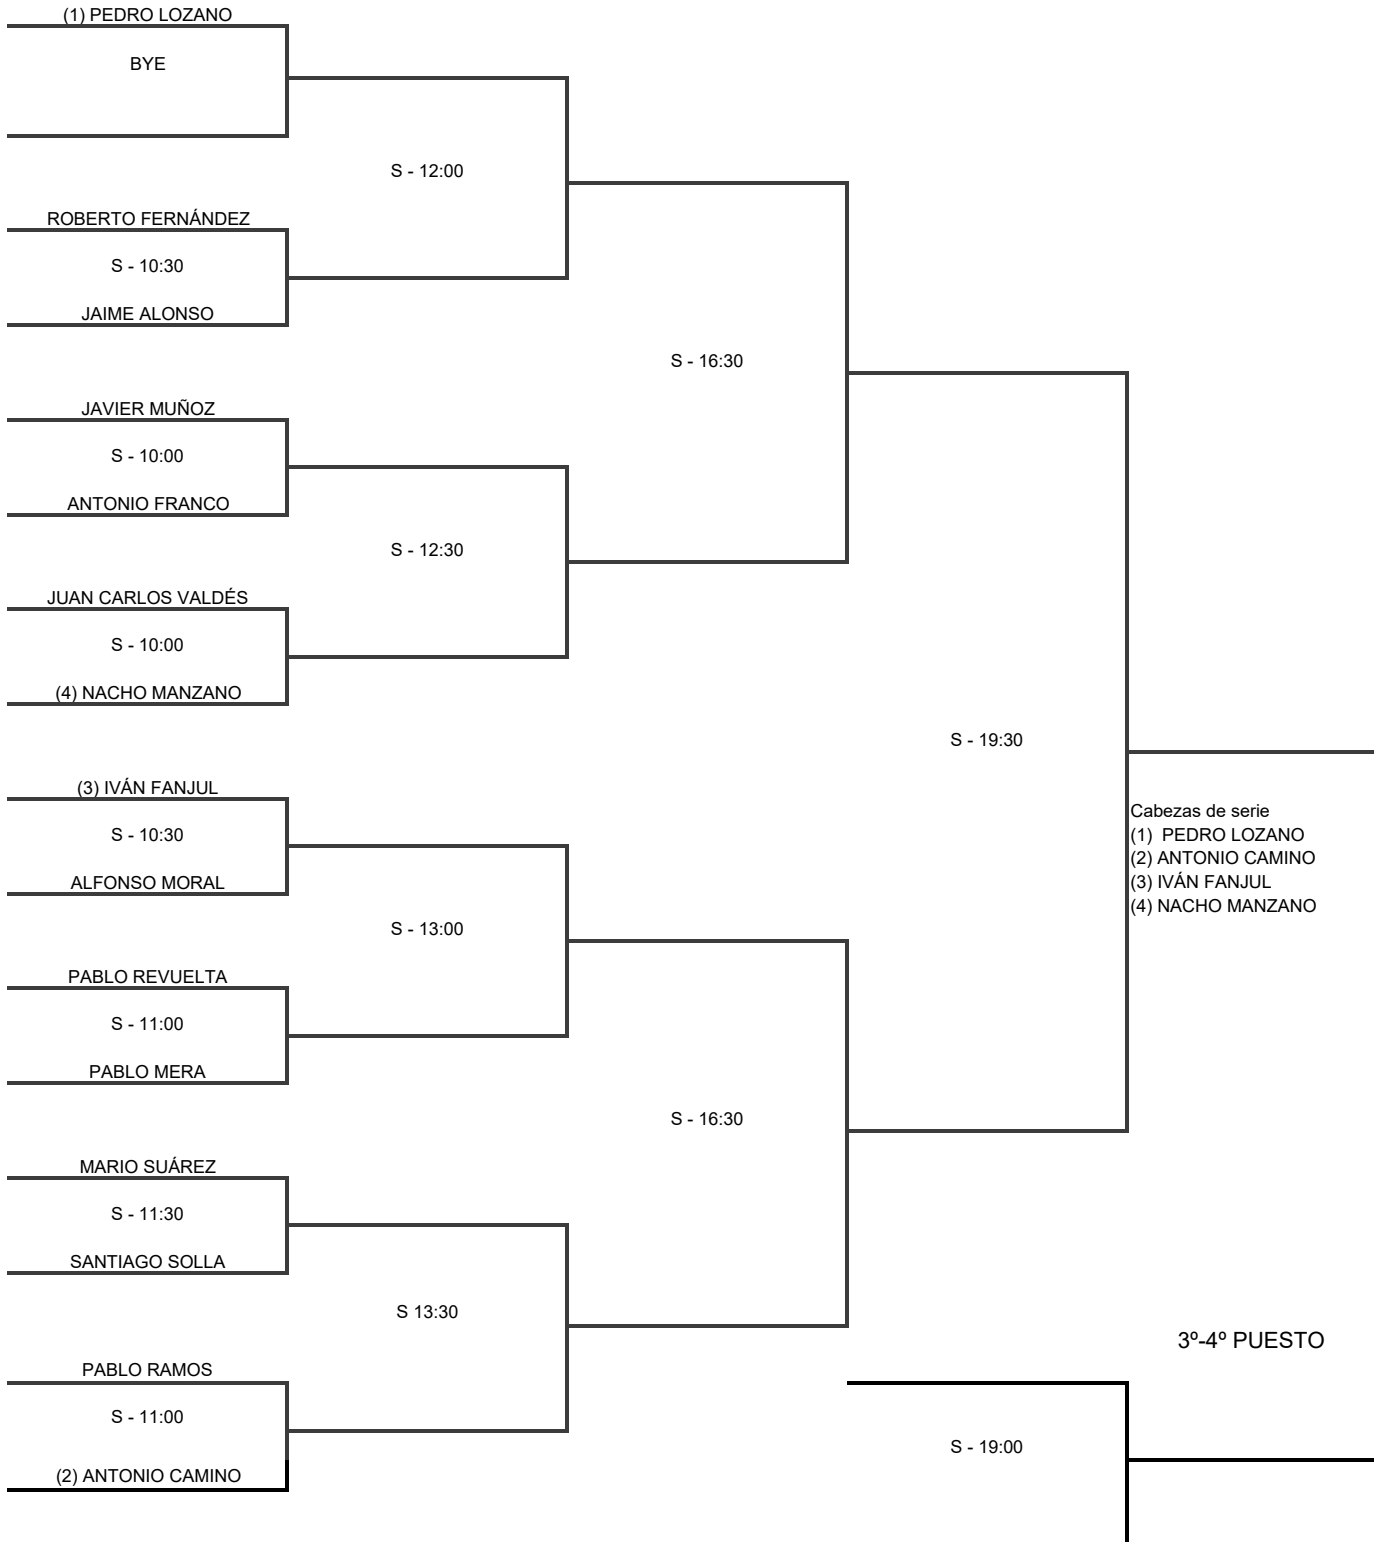 (1) PEDRO LOZANO
BYE
S - 12:00
ROBERTO FERNÁNDEZ
S - 10:30
JAIME ALONSO
S - 16:30
JAVIER MUÑOZ
S - 10:00
ANTONIO FRANCO
S - 12:30
JUAN CARLOS VALDÉS
S - 10:00
(4) NACHO MANZANO
S - 19:30
(3) IVÁN FANJUL
S - 10:30
ALFONSO MORAL
Cabezas de serie
(1)  PEDRO LOZANO
(2) ANTONIO CAMINO
(3) IVÁN FANJUL
(4) NACHO MANZANO
S - 13:00
PABLO REVUELTA
S - 11:00
PABLO MERA
S - 16:30
MARIO SUÁREZ
S - 11:30
SANTIAGO SOLLA
S 13:30
3º-4º PUESTO
PABLO RAMOS
S - 11:00
(2) ANTONIO CAMINO
S - 19:00